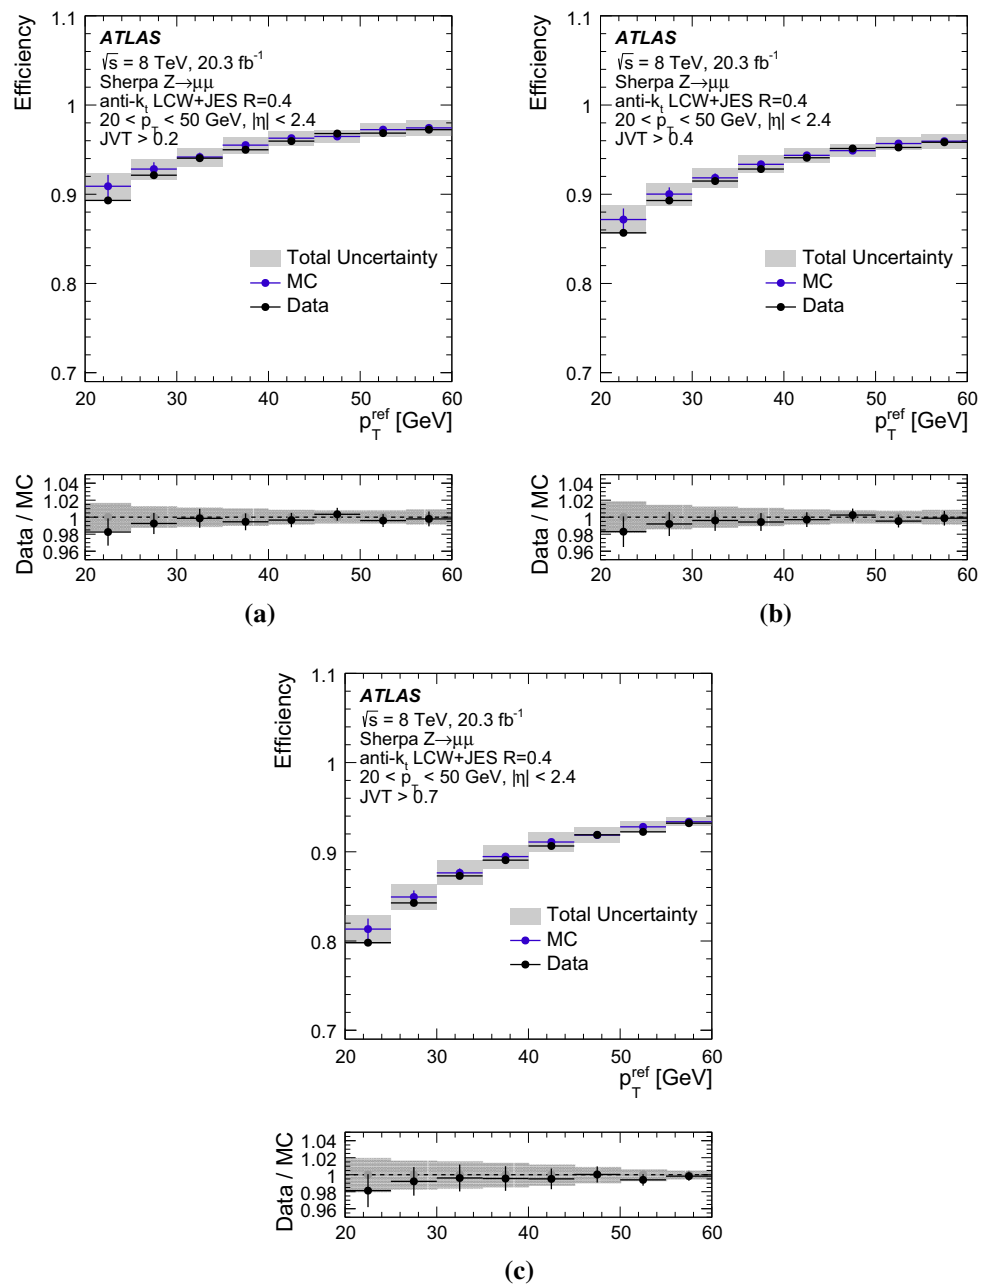 Efficiency
1.1
1
0.9
0.8
0.7
ATLAS
√s = 8 TeV, 20.3 fb⁻¹
Sherpa Z→μμ
anti-kₜ LCW+JES R=0.4
20 < p_T < 50 GeV, |η| < 2.4
JVT > 0.2
Total Uncertainty
MC
Data
20 30 40 50 60
p_T^ref [GeV]
Data / MC
1.04
1.02
1
0.98
0.96
20 30 40 50 60
(a)
Efficiency
1.1
1
0.9
0.8
0.7
ATLAS
√s = 8 TeV, 20.3 fb⁻¹
Sherpa Z→μμ
anti-kₜ LCW+JES R=0.4
20 < p_T < 50 GeV, |η| < 2.4
JVT > 0.4
Total Uncertainty
MC
Data
20 30 40 50 60
p_T^ref [GeV]
Data / MC
1.04
1.02
1
0.98
0.96
20 30 40 50 60
(b)
Efficiency
1.1
1
0.9
0.8
0.7
ATLAS
√s = 8 TeV, 20.3 fb⁻¹
Sherpa Z→μμ
anti-kₜ LCW+JES R=0.4
20 < p_T < 50 GeV, |η| < 2.4
JVT > 0.7
Total Uncertainty
MC
Data
20 30 40 50 60
p_T^ref [GeV]
Data / MC
1.04
1.02
1
0.98
0.96
20 30 40 50 60
(c)